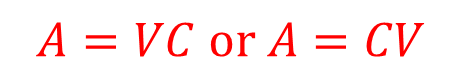 A = VC or A = CV